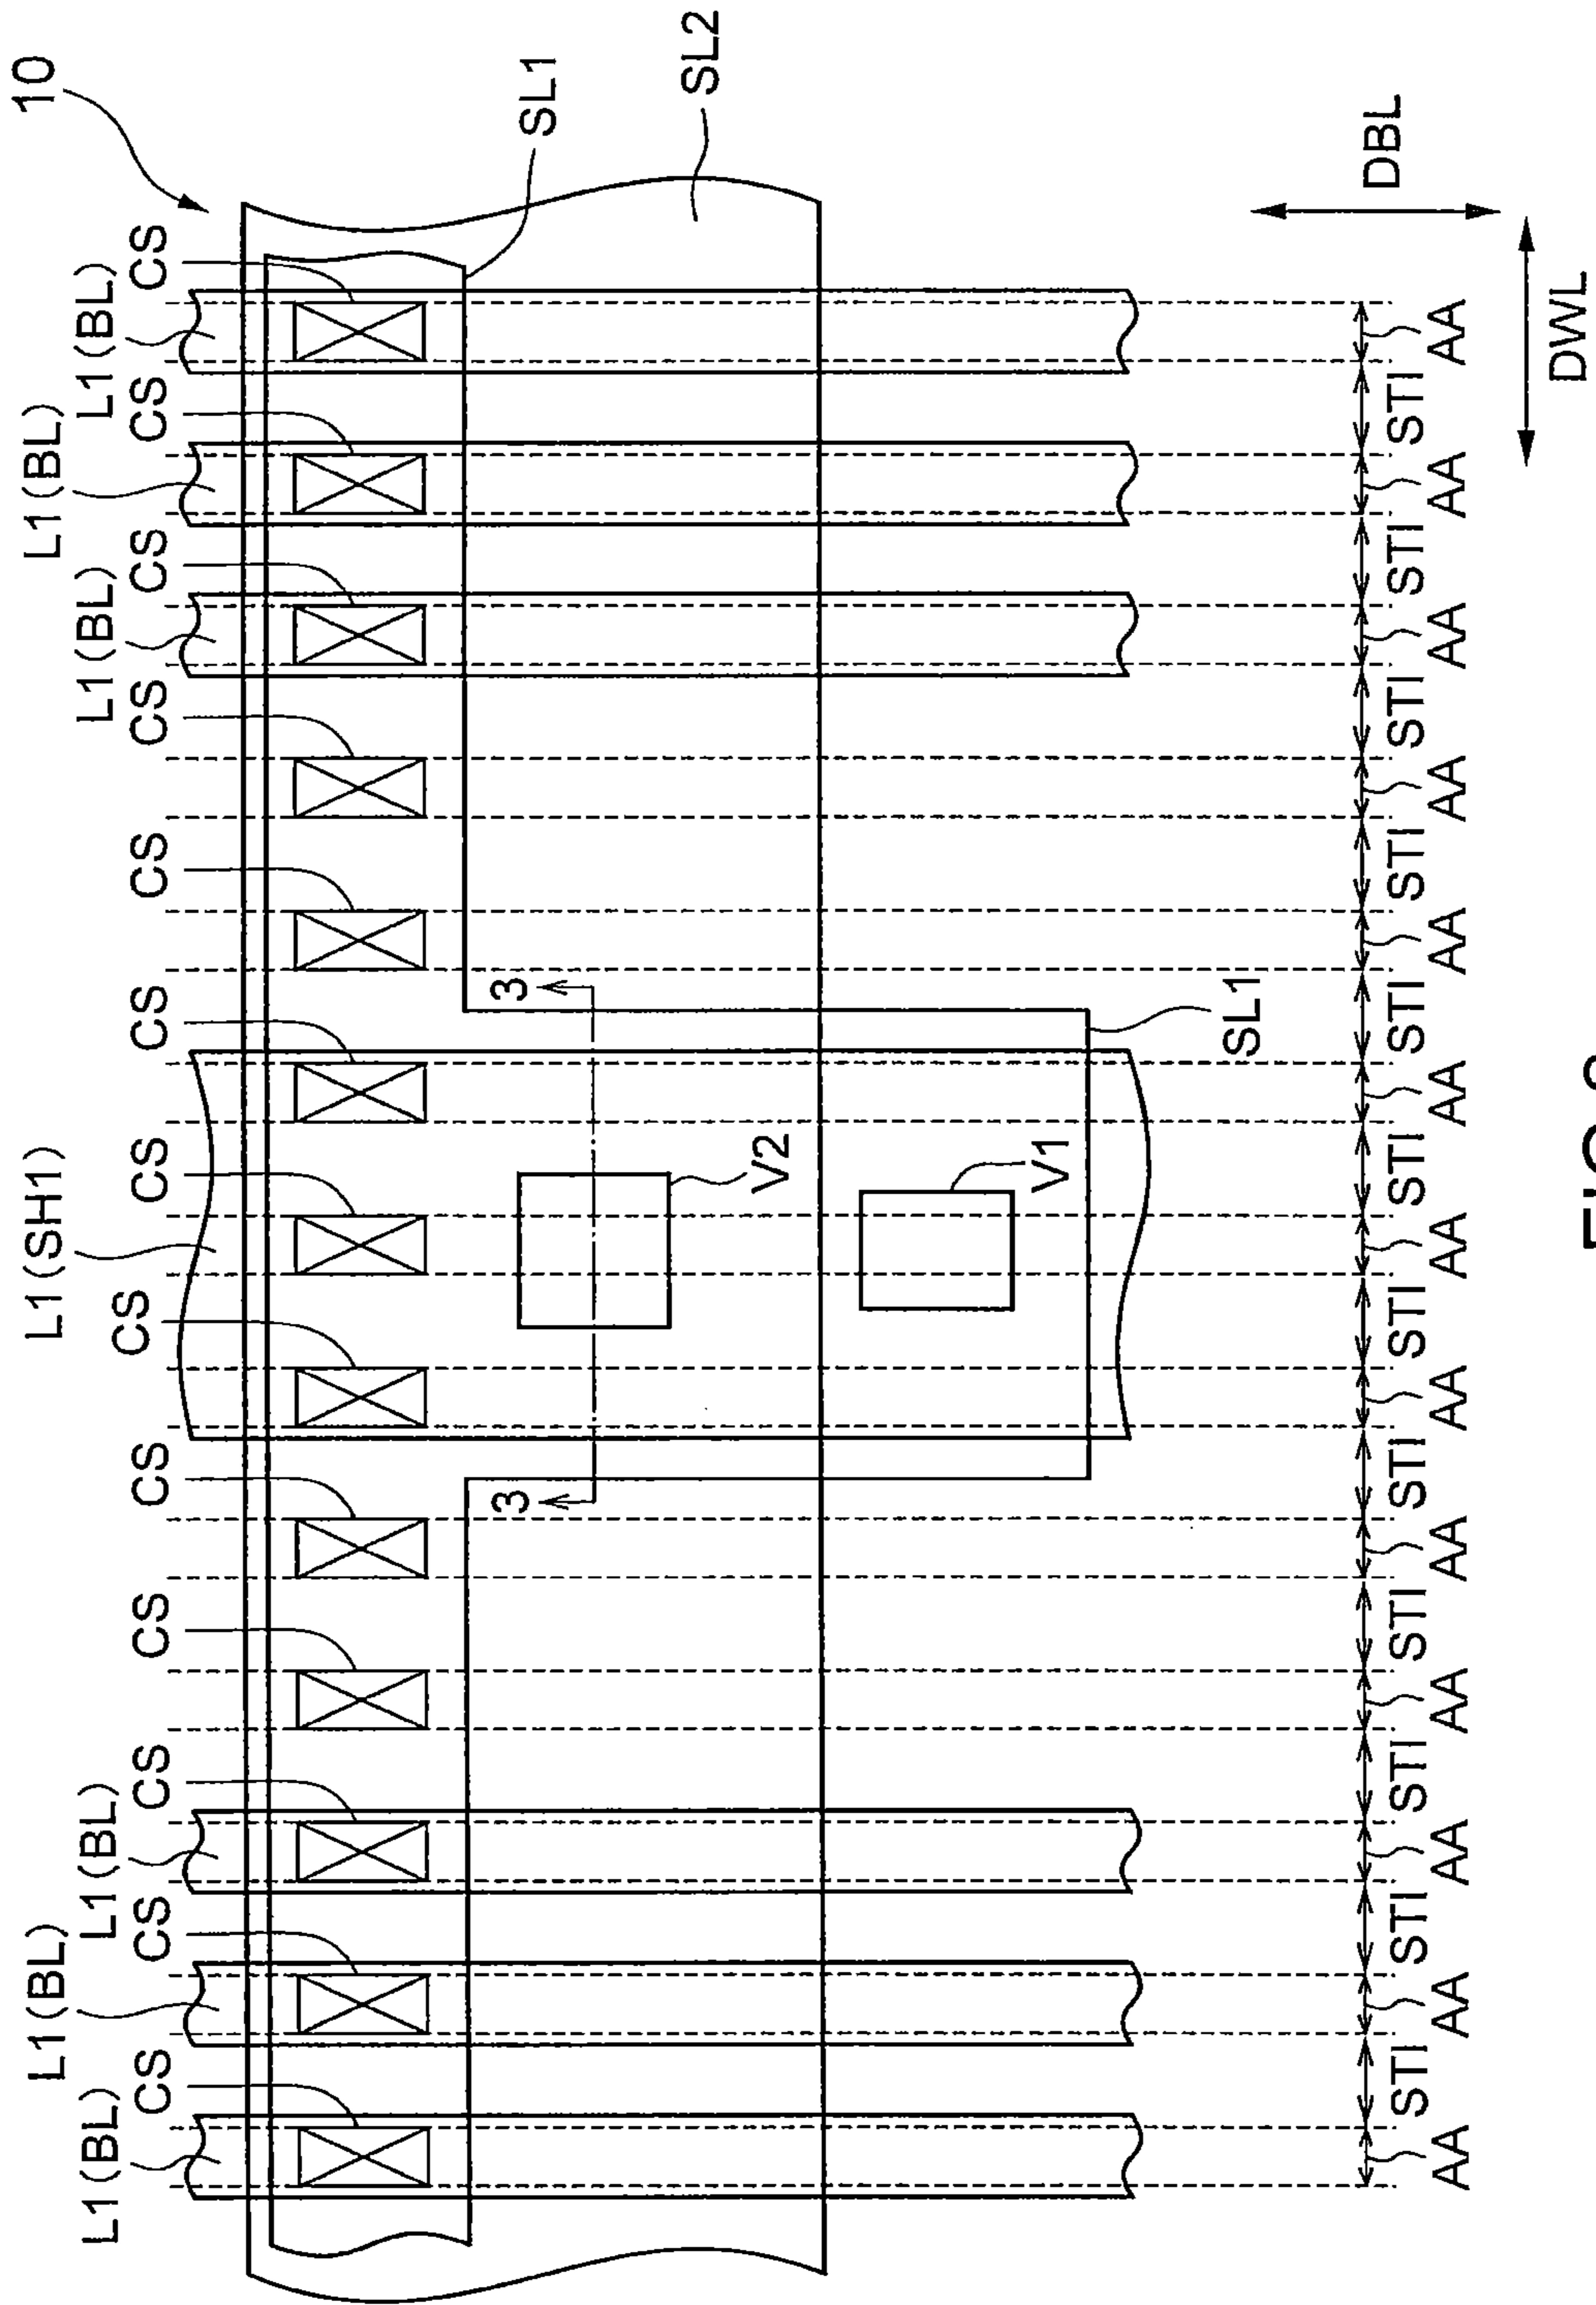 10
L1(BL) L1(SH1) L1(BL)
L1(BL) L1(BL) L1(BL) L1(BL)
CS CS CS CS CS CS CS CS CS CS CS CS CS
3 3 SL1
SL2
V2
V1
SL1
DBL
STI STI STI STI STI STI STI STI STI STI STI STI
AA AA AA AA AA AA AA AA AA AA AA AA AA
DWL